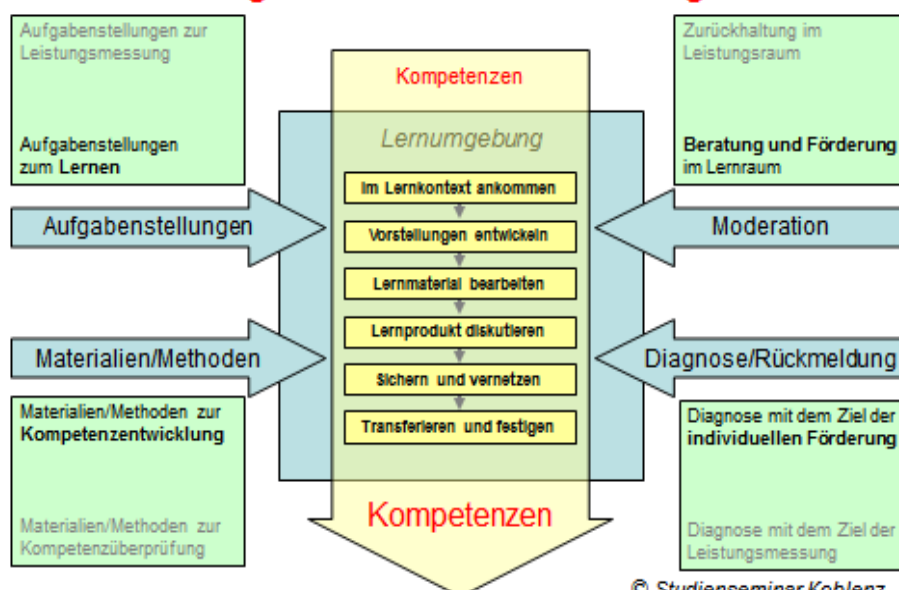 Aufgabenstellungen zur
Leistungsmessung
Aufgabenstellungen
zum Lernen
Aufgabenstellungen
Materialien/Methoden
Materialien/Methoden zur
Kompetenzentwicklung
Materialien/Methoden zur
Kompetenzüberprüfung
Kompetenzen
Lernumgebung
Im Lernkontext ankommen
Vorstellungen entwickeln
Lernmaterial bearbeiten
Lernprodukt diskutieren
Sichern und vernetzen
Transferieren und festigen
Kompetenzen
Zurückhaltung im
Leistungsraum
Beratung und Förderung
im Lernraum
Moderation
Diagnose/Rückmeldung
Diagnose mit dem Ziel der
individuellen Förderung
Diagnose mit dem Ziel der
Leistungsmessung
© Studienseminar Koblenz